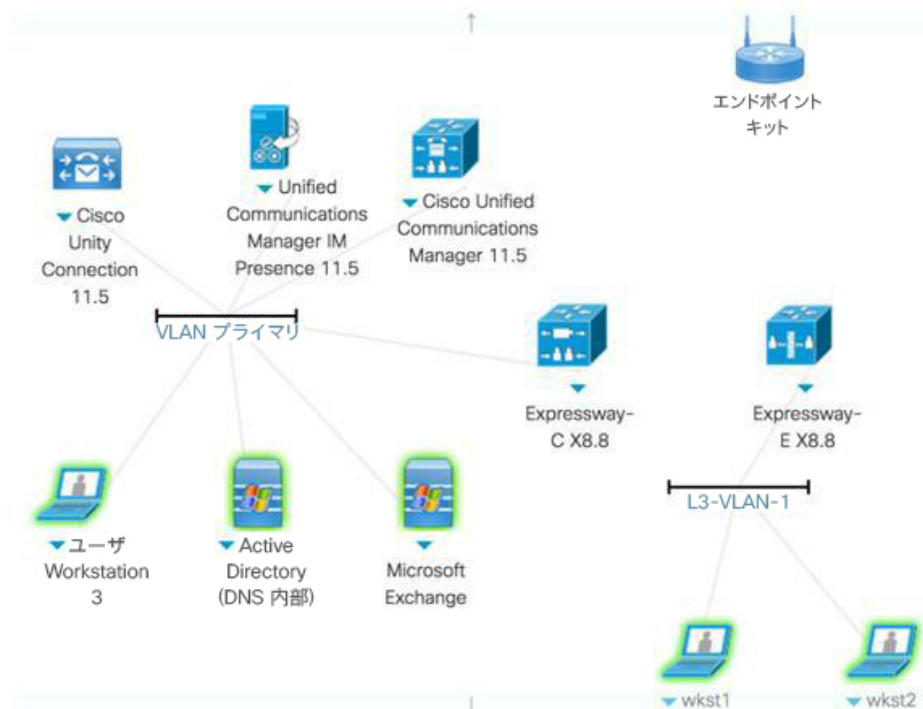 エンドポイント
キット
Cisco
Unity
Connection
11.5
Unified
Communications
Manager IM
Presence 11.5
Cisco Unified
Communications
Manager 11.5
VLAN プライマリ
Expressway-
C X8.8
Expressway-
E X8.8
L3-VLAN-1
ユーザ
Workstation
3
Active
Directory
(DNS 内部)
Microsoft
Exchange
wkst1
wkst2